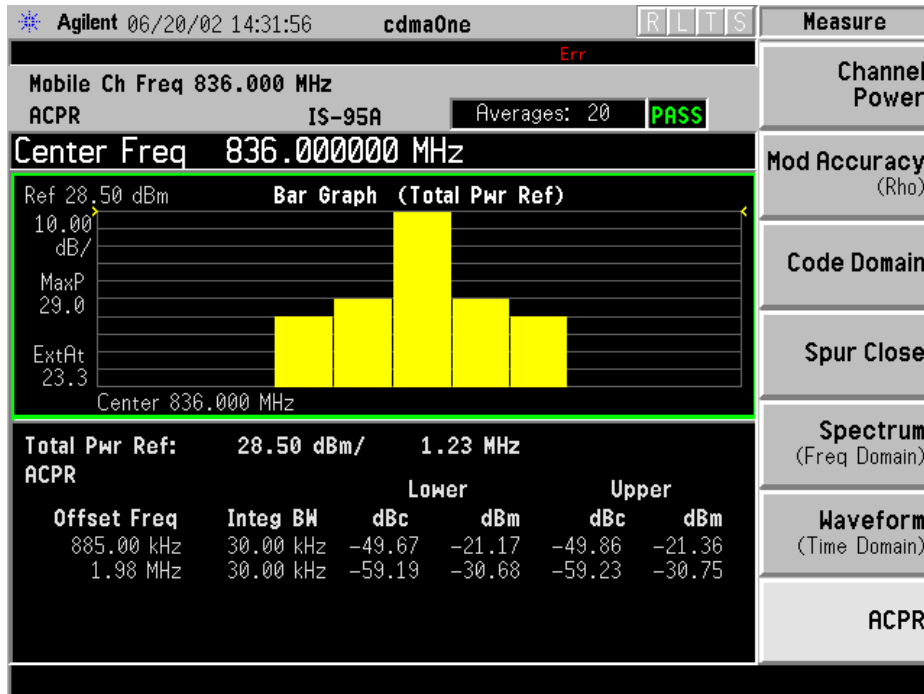 Agilent 06/20/02 14:31:56 cdmaOne R L T S Measure
Err
Mobile Ch Freq 836.000 MHz
ACPR IS-95A Averages: 20 PASS
Center Freq 836.000000 MHz
Ref 28.50 dBm Bar Graph (Total Pwr Ref)
10.00
dB/
MaxP
29.0
ExtAt
23.3
Center 836.000 MHz
Total Pwr Ref: 28.50 dBm/ 1.23 MHz
ACPR
Lower Upper
Offset Freq Integ BW dBc dBm dBc dBm
885.00 kHz 30.00 kHz -49.67 -21.17 -49.86 -21.36
1.98 MHz 30.00 kHz -59.19 -30.68 -59.23 -30.75
Channel
Power
Mod Accuracy
(Rho)
Code Domain
Spur Close
Spectrum
(Freq Domain)
Waveform
(Time Domain)
ACPR